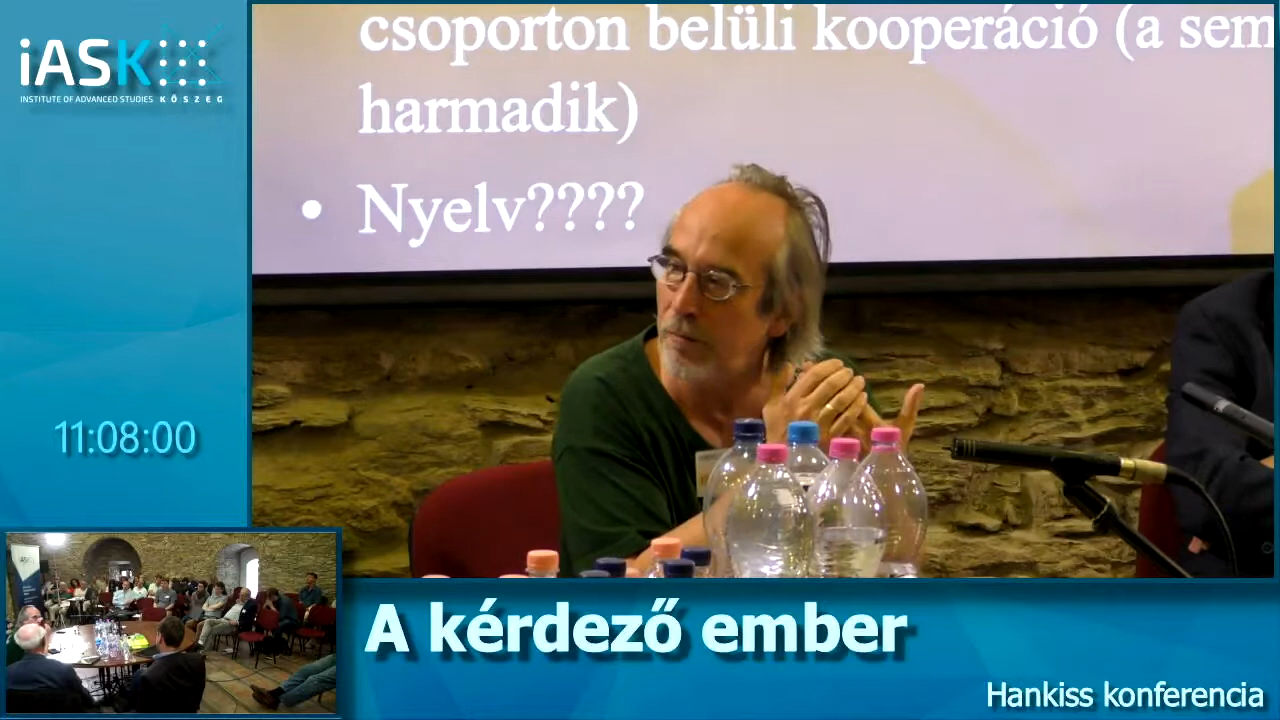 iASK
INSTITUTE OF ADVANCED STUDIES KŐSZEG
csoporton belüli kooperáció (a sem
harmadik)
• Nyelv????
11:08:00
A kérdező ember
Hankiss konferencia